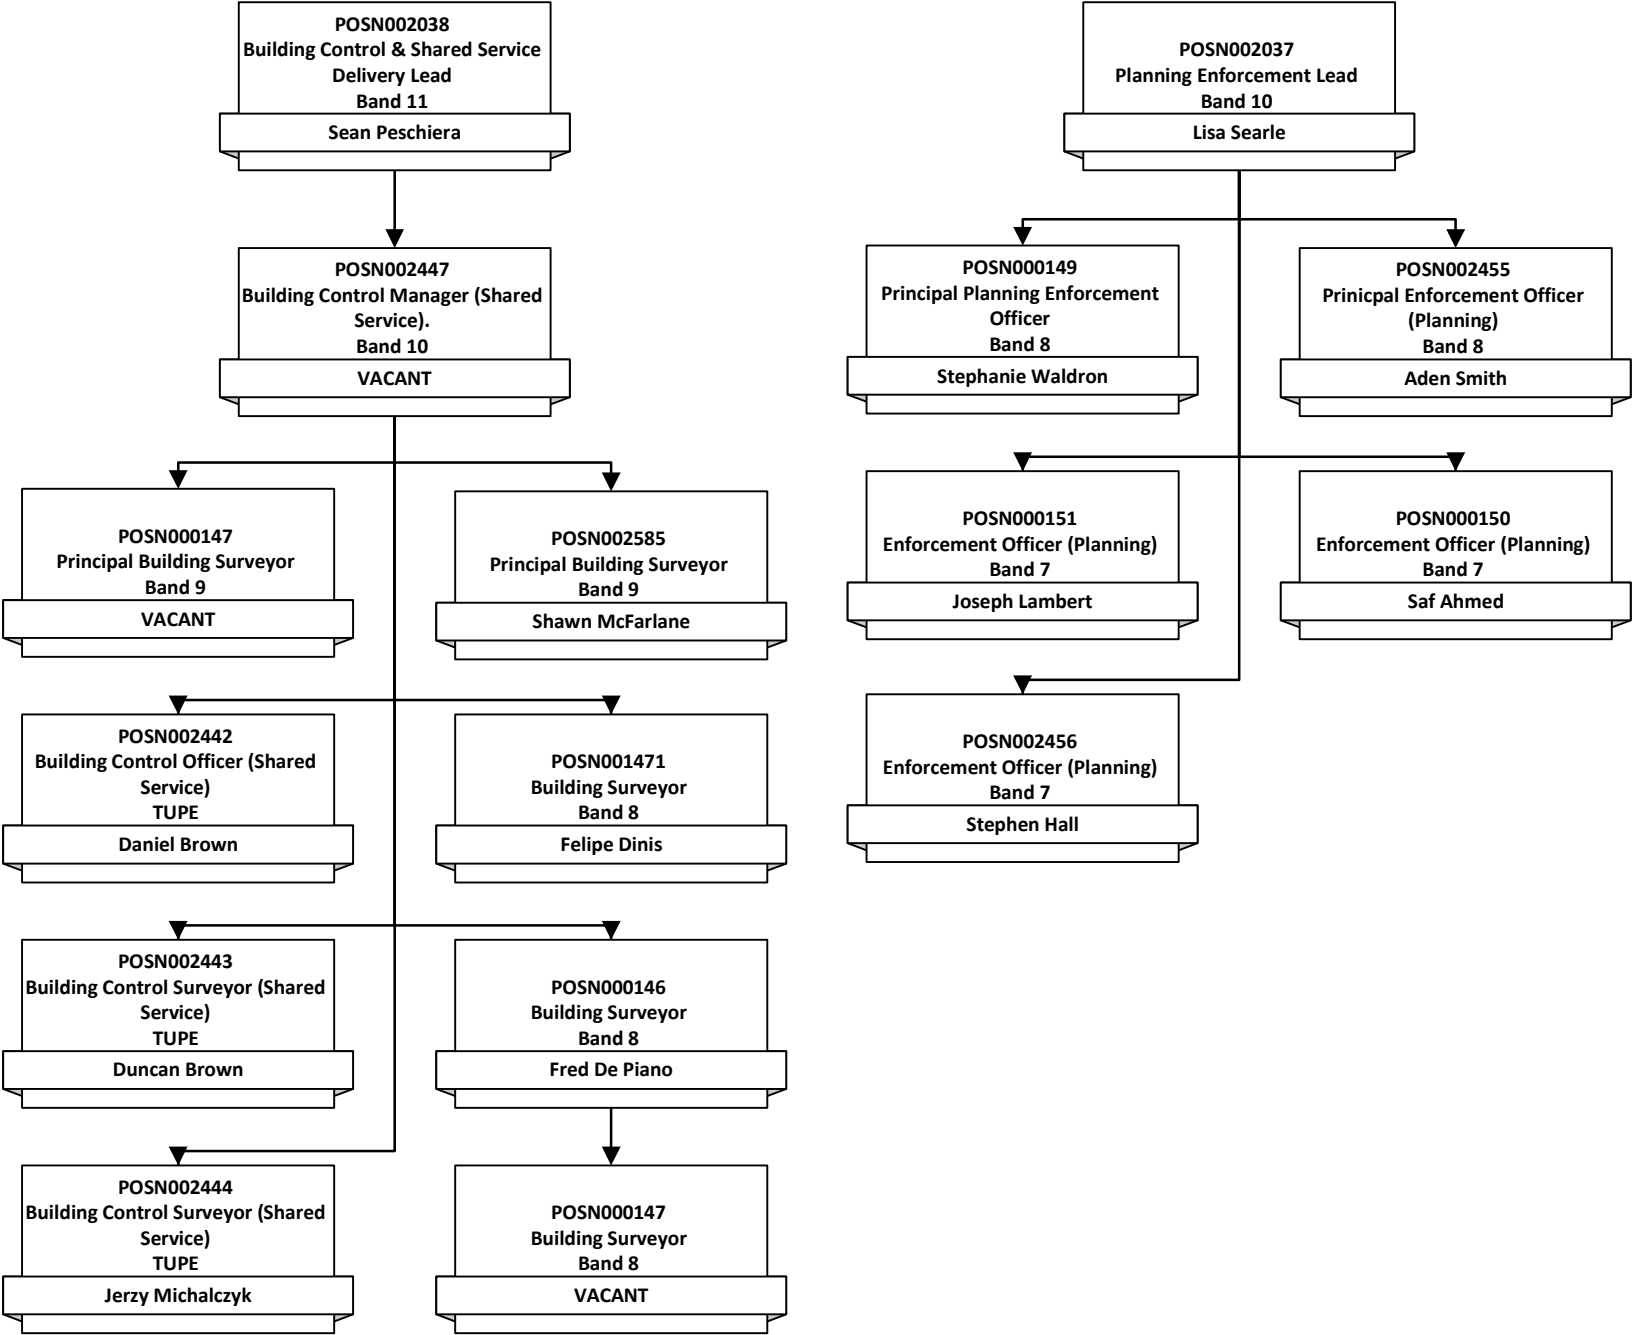 POSN002038
Building Control & Shared Service
Delivery Lead
Band 11
Sean Peschiera
POSN002037
Planning Enforcement Lead
Band 10
Lisa Searle
POSN002447
Building Control Manager (Shared
Service).
Band 10
VACANT
POSN000149
Principal Planning Enforcement
Officer
Band 8
Stephanie Waldron
POSN002455
Prinicpal Enforcement Officer
(Planning)
Band 8
Aden Smith
POSN000147
Principal Building Surveyor
Band 9
VACANT
POSN002585
Principal Building Surveyor
Band 9
Shawn McFarlane
POSN000151
Enforcement Officer (Planning)
Band 7
Joseph Lambert
POSN000150
Enforcement Officer (Planning)
Band 7
Saf Ahmed
POSN002442
Building Control Officer (Shared
Service)
TUPE
Daniel Brown
POSN001471
Building Surveyor
Band 8
Felipe Dinis
POSN002456
Enforcement Officer (Planning)
Band 7
Stephen Hall
POSN002443
Building Control Surveyor (Shared
Service)
TUPE
Duncan Brown
POSN000146
Building Surveyor
Band 8
Fred De Piano
POSN002444
Building Control Surveyor (Shared
Service)
TUPE
Jerzy Michalczyk
POSN000147
Building Surveyor
Band 8
VACANT